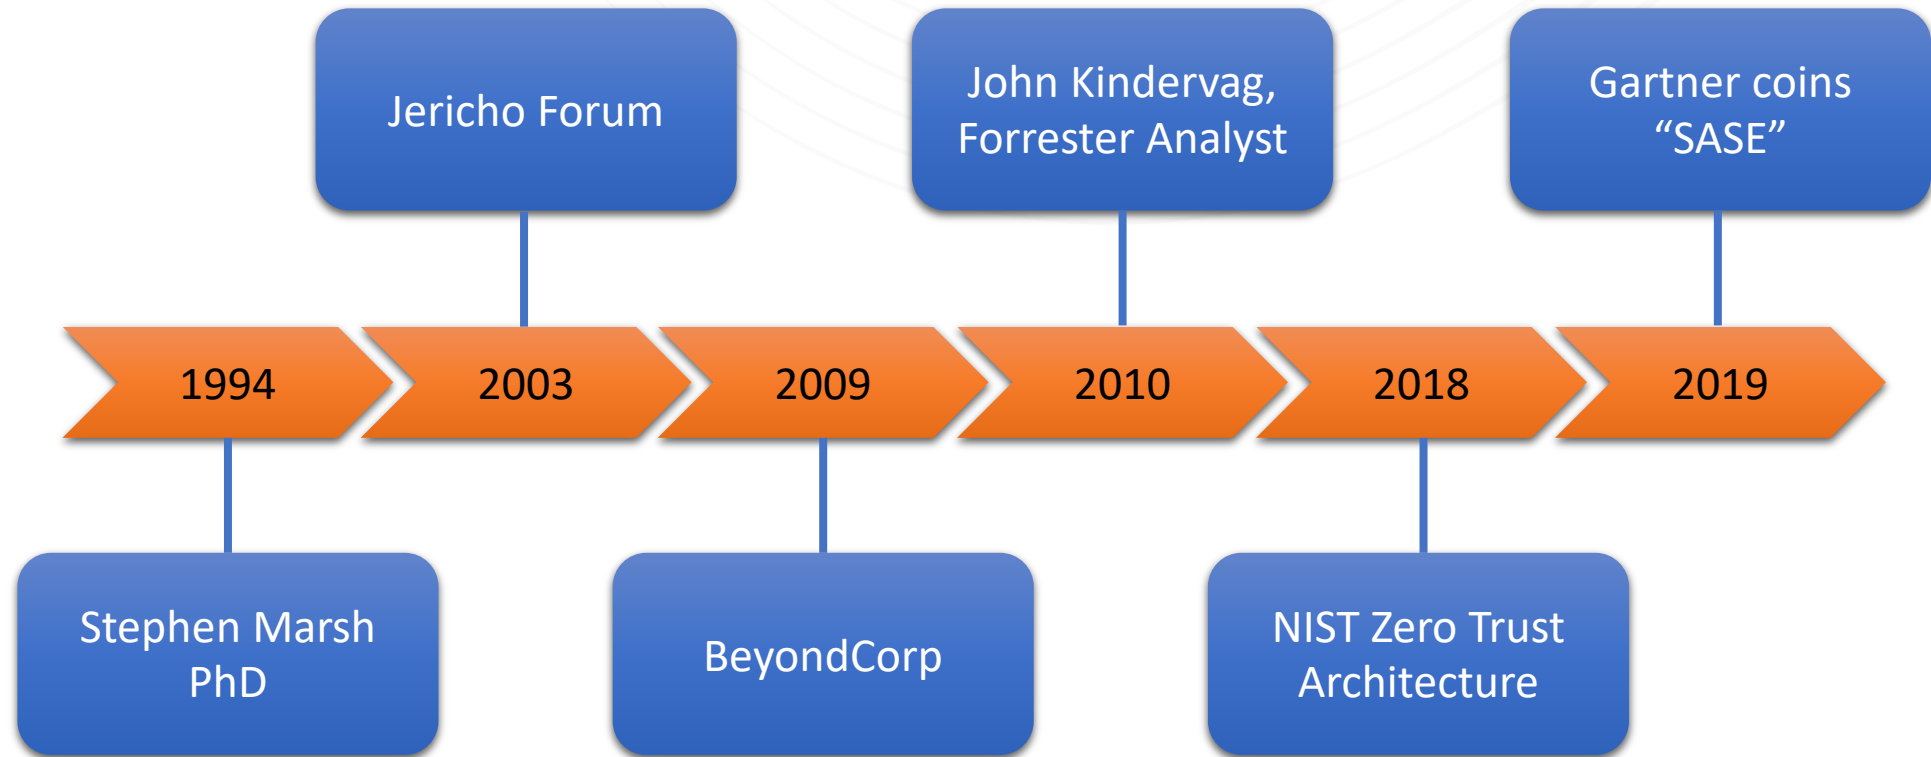 Jericho Forum
John Kindervag,
Forrester Analyst
Gartner coins
“SASE”
1994
2003
2009
2010
2018
2019
Stephen Marsh
PhD
BeyondCorp
NIST Zero Trust
Architecture